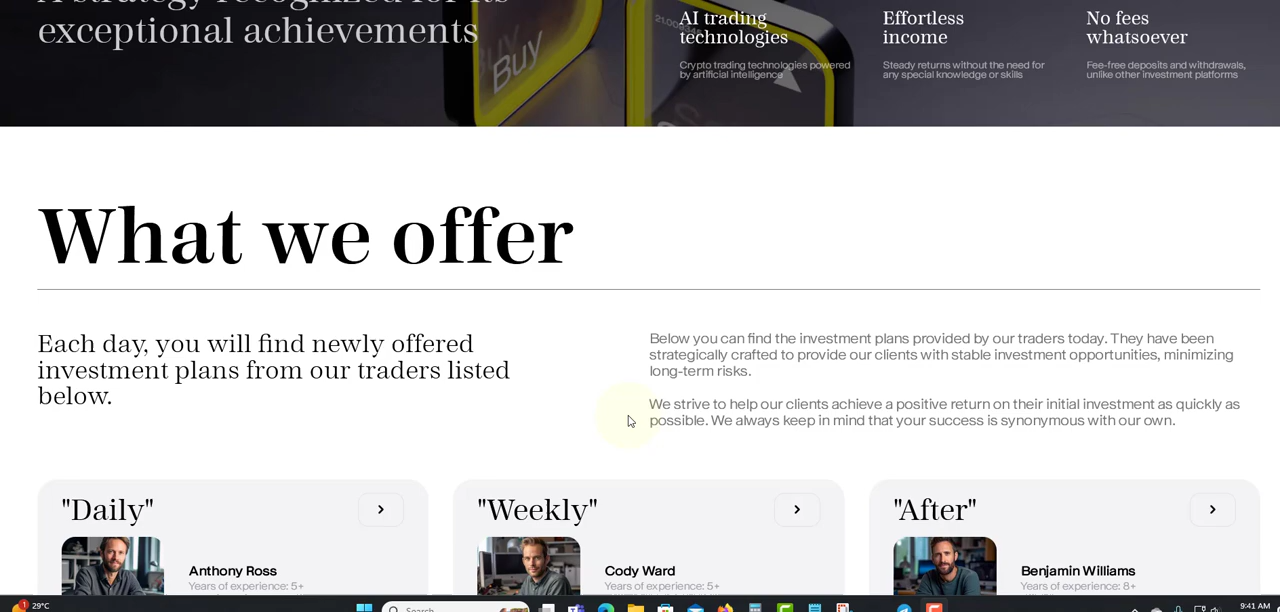 A strategy recognized for its
exceptional achievements
BUY
AI trading
technologies
Crypto trading technologies powered
by artificial intelligence
Effortless
income
Steady returns without the need for
any special knowledge or skills
No fees
whatsoever
Fee-free deposits and withdrawals,
unlike other investment platforms
What we offer
Each day, you will find newly offered
investment plans from our traders listed
below.
Below you can find the investment plans provided by our traders today. They have been
strategically crafted to provide our clients with stable investment opportunities, minimizing
long-term risks.
We strive to help our clients achieve a positive return on their initial investment as quickly as
possible. We always keep in mind that your success is synonymous with our own.
"Daily"
Anthony Ross
Years of experience: 5+
"Weekly"
Cody Ward
Years of experience: 5+
"After"
Benjamin Williams
Years of experience: 8+
1
29°C
Search
9:41 AM